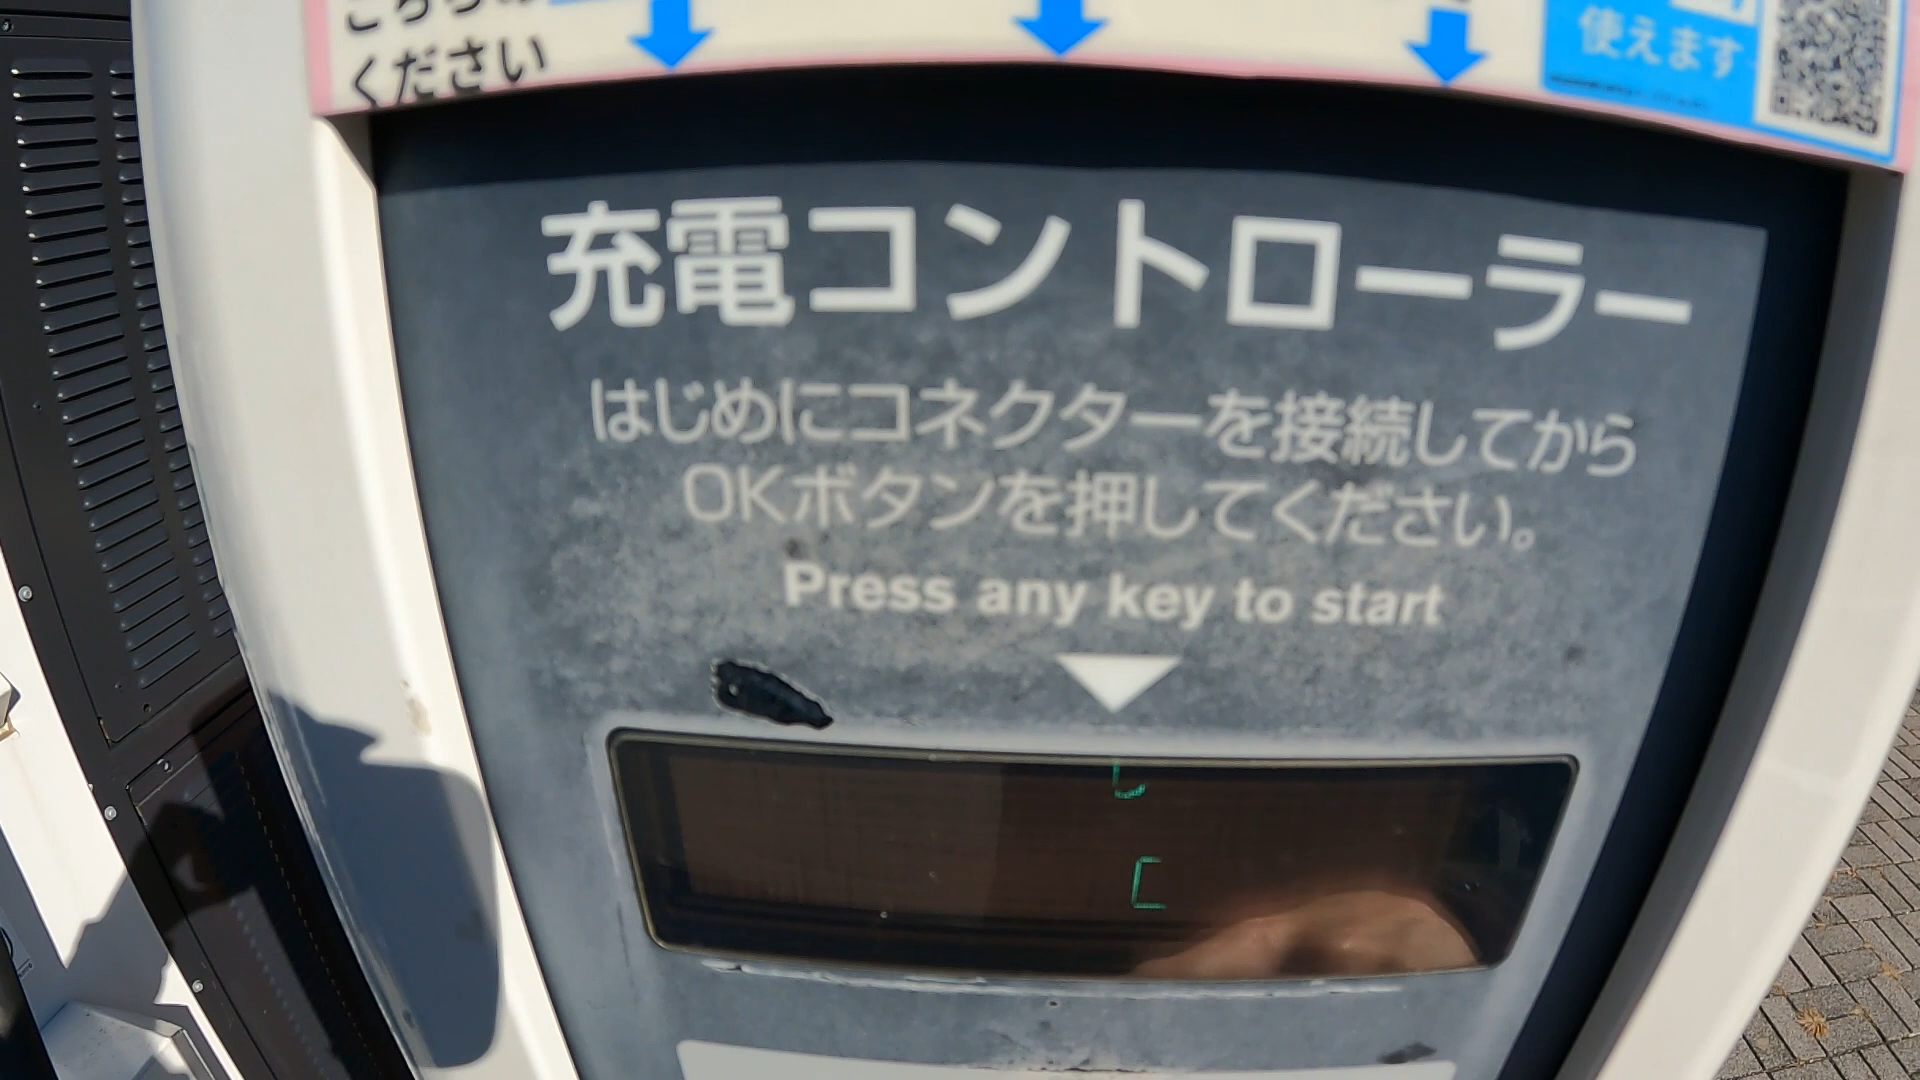 ください
使えます
充電コントローラー
はじめにコネクターを接続してから
OKボタンを押してください。
Press any key to start